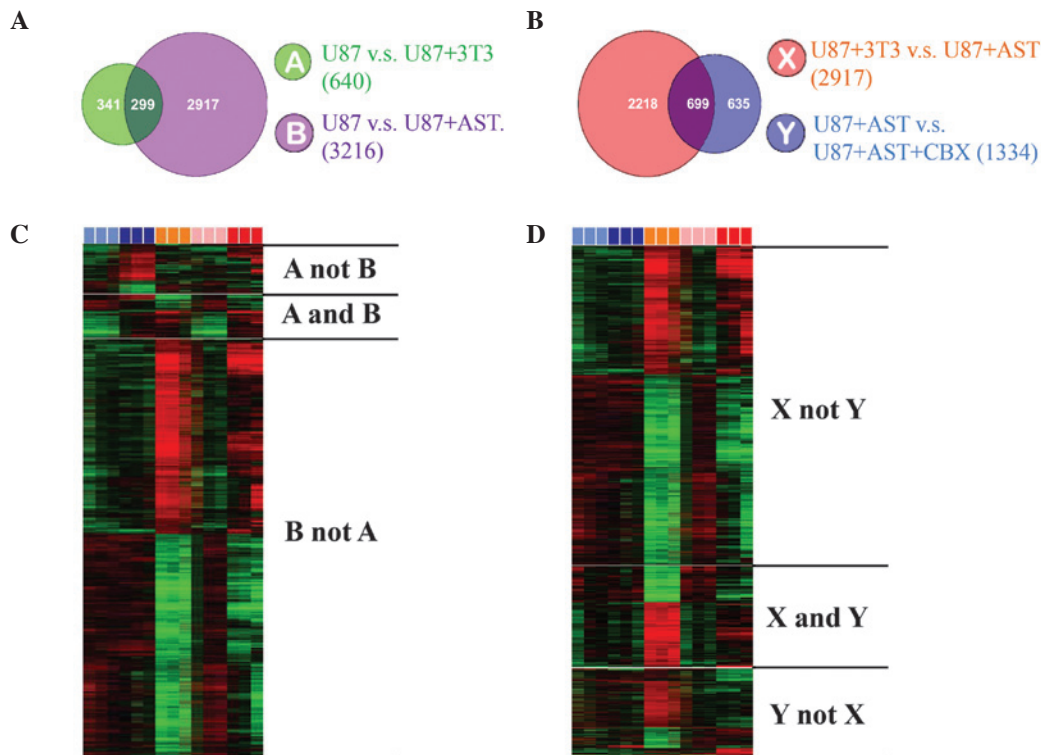 A
341
299
2917
A
U87 v.s. U87+3T3
(640)
B
U87 v.s. U87+AST.
(3216)
B
2218
699
635
X
U87+3T3 v.s. U87+AST
(2917)
Y
U87+AST v.s.
U87+AST+CBX (1334)
C
A not B
A and B
B not A
D
X not Y
X and Y
Y not X